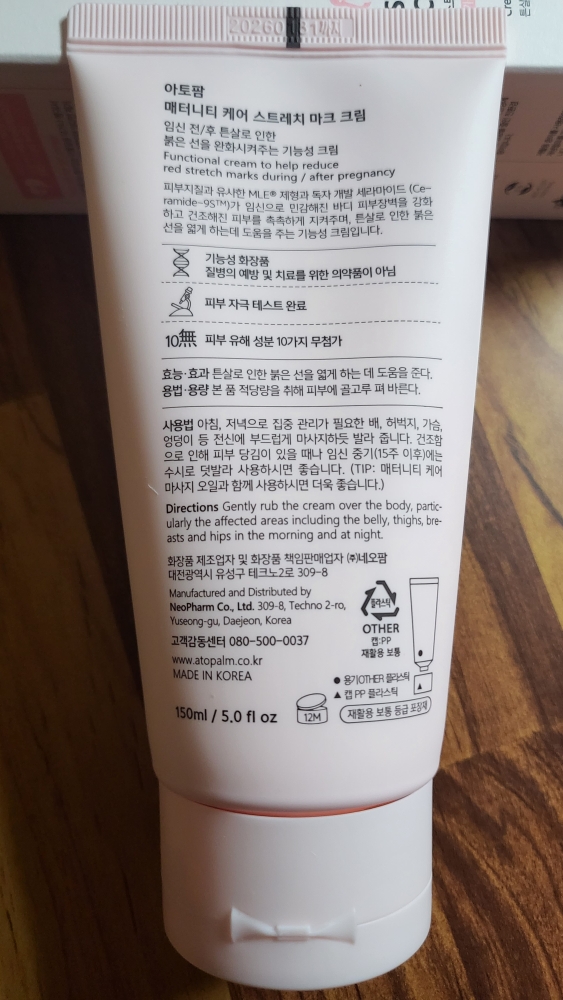 아토팜
매터니티 케어 스트레치 마크 크림
임신 전/후 튼살로 인한
붉은 선을 완화시켜주는 기능성 크림
Functional cream to help reduce
red stretch marks during / after pregnancy
피부지질과 유사한 MLE® 제형과 독자 개발 세라마이드 (Ce-
ramide-9S™)가 임신으로 민감해진 바디 피부장벽을 강화
하고 건조해진 피부를 촉촉하게 지켜주며, 튼살로 인한 붉은
선을 엷게 하는데 도움을 주는 기능성 크림입니다.
기능성 화장품
질병의 예방 및 치료를 위한 의약품이 아님
피부 자극 테스트 완료
10無 피부 유해 성분 10가지 무첨가
효능·효과 튼살로 인한 붉은 선을 엷게 하는 데 도움을 준다.
용법·용량 본 품 적당량을 취해 피부에 골고루 펴 바른다.
사용법 아침, 저녁으로 집중 관리가 필요한 배, 허벅지, 가슴,
엉덩이 등 전신에 부드럽게 마사지하듯 발라 줍니다. 건조함
으로 인해 피부 당김이 있을 때나 임신 중기(15주 이후)에는
수시로 덧발라 사용하시면 좋습니다. (TIP: 매터니티 케어
마사지 오일과 함께 사용하시면 더욱 좋습니다.)
Directions Gently rub the cream over the body, partic-
ularly the affected areas including the belly, thighs, bre-
asts and hips in the morning and at night.
화장품 제조업자 및 화장품 책임판매업자 ㈜네오팜
대전광역시 유성구 테크노2로 309-8
Manufactured and Distributed by
NeoPharm Co., Ltd. 309-8, Techno 2-ro,
Yuseong-gu, Daejeon, Korea
고객감동센터 080-500-0037
www.atopalm.co.kr
MADE IN KOREA
150ml / 5.0 fl oz
12M
플라스틱
OTHER
캡:PP
재활용 보통
● 용기OTHER 플라스틱
▲ 캡 PP 플라스틱
재활용 보통 등급 포장재